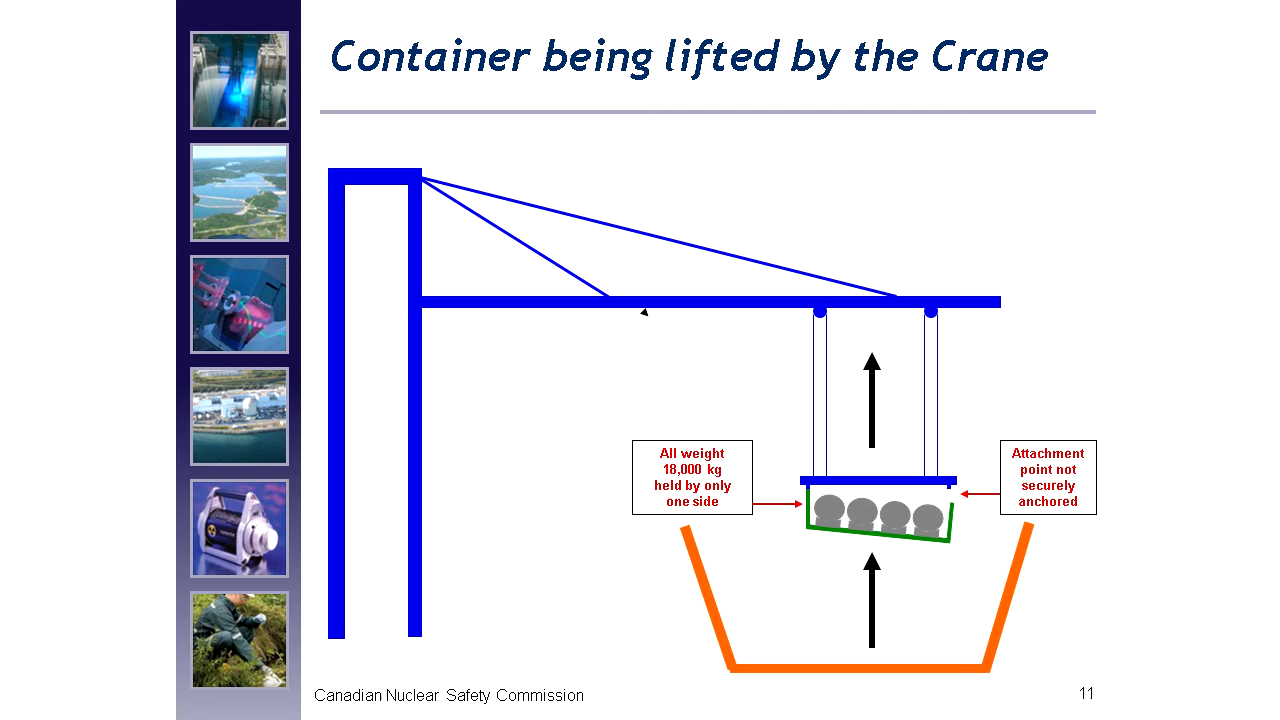 Container being lifted by the Crane
All weight
18,000 kg
held by only
one side
Attachment
point not
securely
anchored
Canadian Nuclear Safety Commission
11